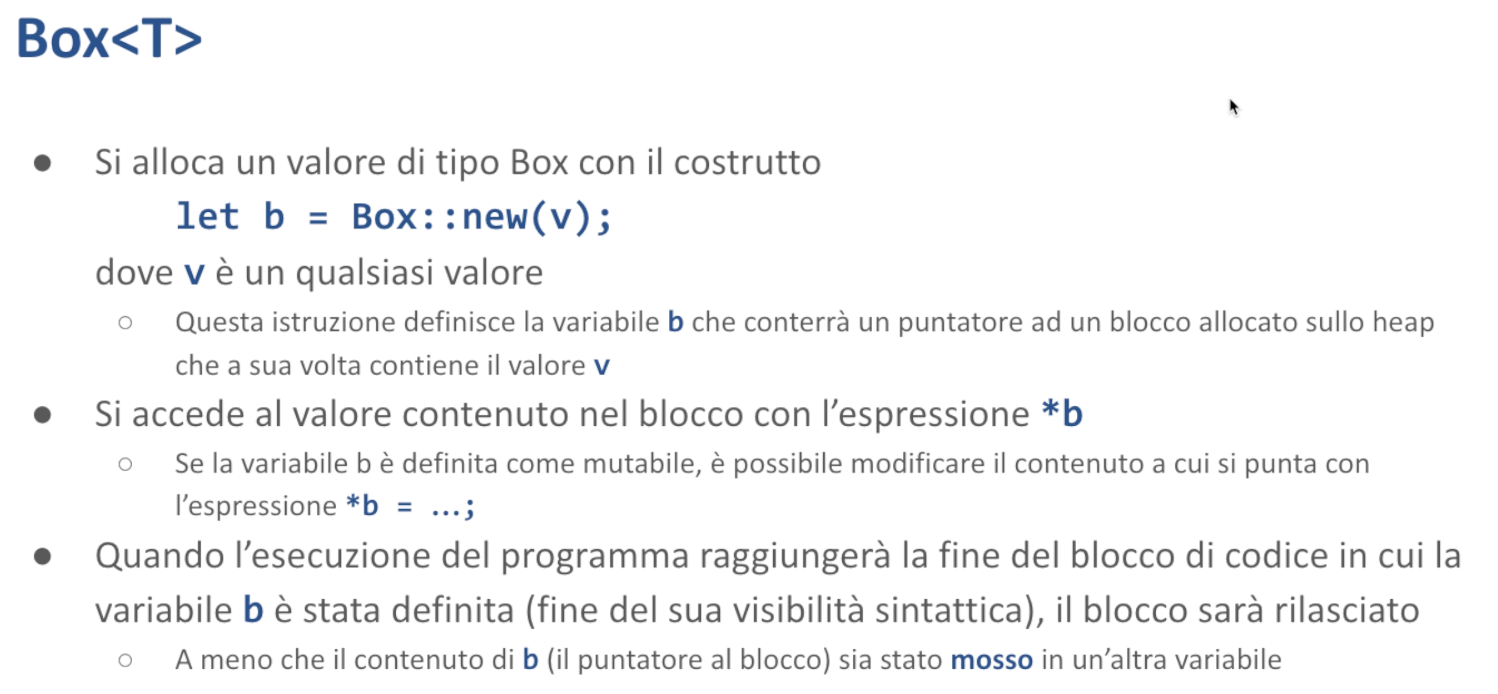 Box<T>
● Si alloca un valore di tipo Box con il costrutto
let b = Box::new(v);
dove v è un qualsiasi valore
○ Questa istruzione definisce la variabile b che conterrà un puntatore ad un blocco allocato sullo heap
che a sua volta contiene il valore v
● Si accede al valore contenuto nel blocco con l’espressione *b
○ Se la variabile b è definita come mutabile, è possibile modificare il contenuto a cui si punta con
l’espressione *b = …;
● Quando l’esecuzione del programma raggiungerà la fine del blocco di codice in cui la
variabile b è stata definita (fine del sua visibilità sintattica), il blocco sarà rilasciato
○ A meno che il contenuto di b (il puntatore al blocco) sia stato mosso in un’altra variabile